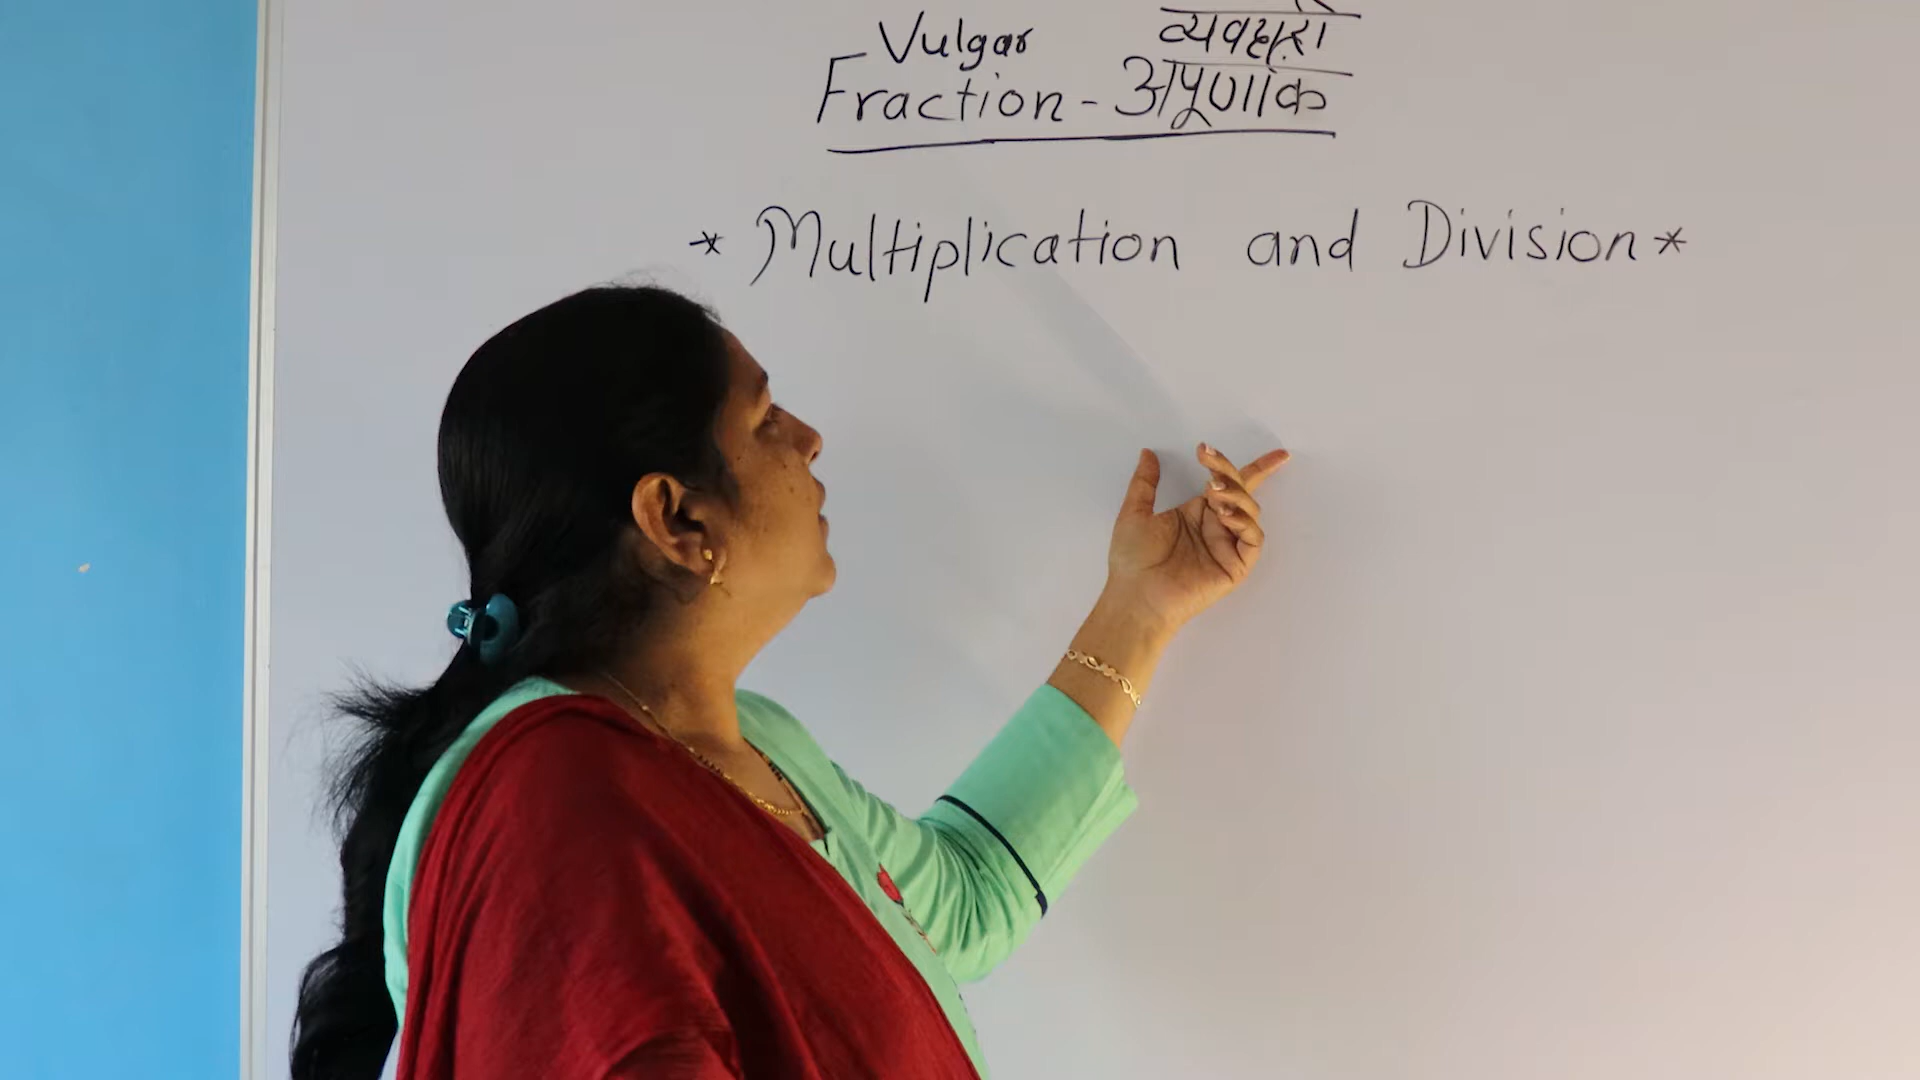 Vulgar व्यवहारी
Fraction - अपूर्णांक
* Multiplication and Division *